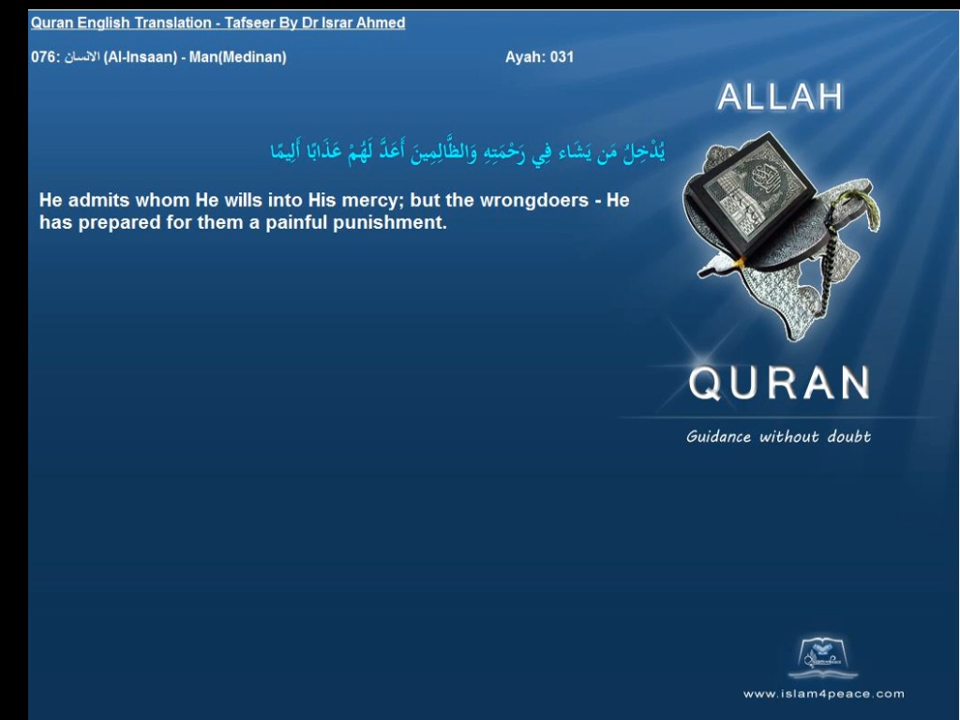 Quran English Translation - Tafseer By Dr Israr Ahmed
076: الانسان (Al-Insaan) - Man(Medinan) Ayah: 031
ALLAH
يُدْخِلُ مَن يَشَاء فِي رَحْمَتِهِ وَالظَّالِمِينَ أَعَدَّ لَهُمْ عَذَابًا أَلِيمًا
He admits whom He wills into His mercy; but the wrongdoers - He
has prepared for them a painful punishment.
QURAN
Guidance without doubt
www.islam4peace.com